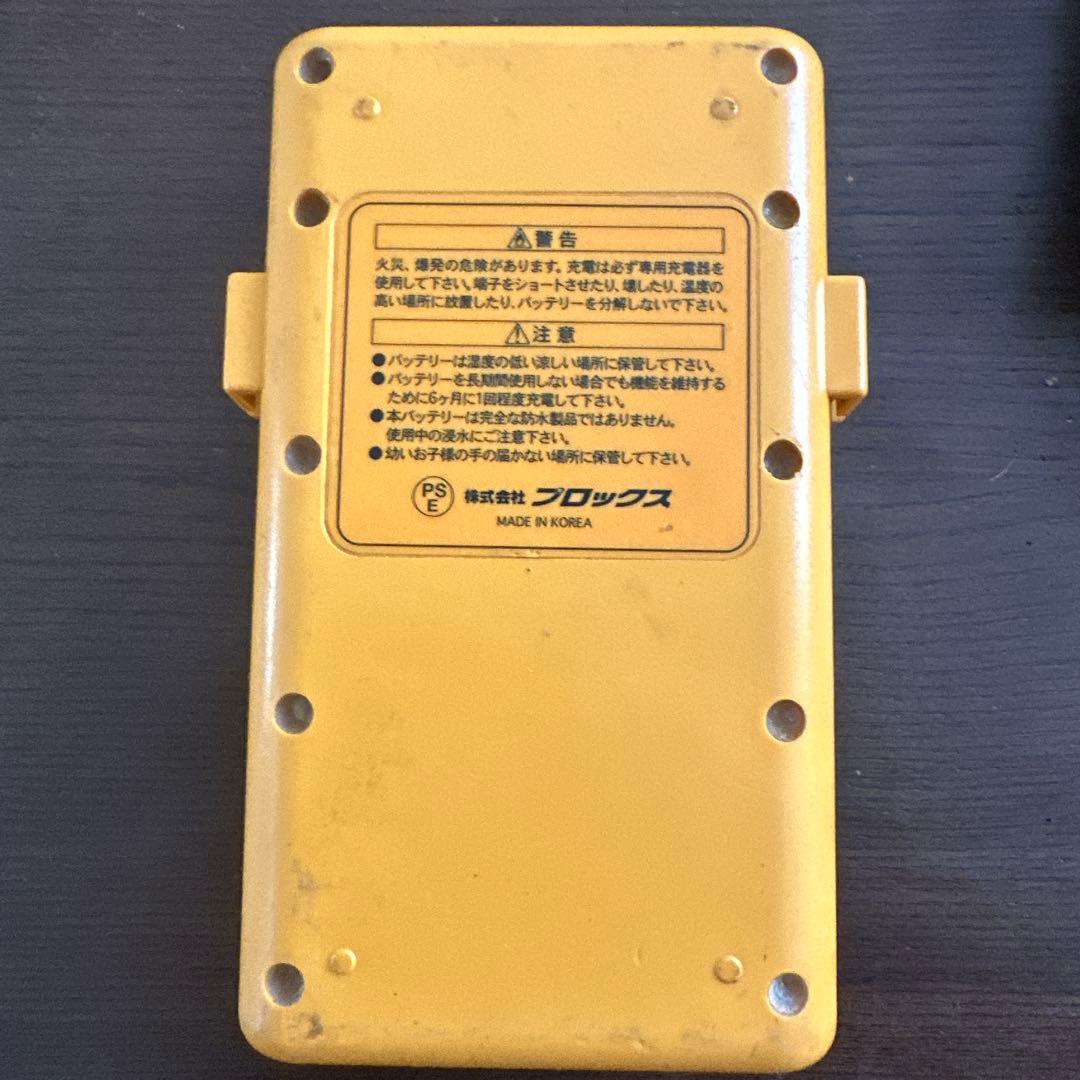 ⚠警告
火災、爆発の危険があります。充電は必ず専用充電器を
使用して下さい。端子をショートさせたり、壊したり、温度の
高い場所に放置したり、バッテリーを分解しないで下さい。
⚠注意
●バッテリーは湿度の低い涼しい場所に保管して下さい。
●バッテリーを長期間使用しない場合でも機能を維持する
ために6ヶ月に1回程度充電して下さい。
●本バッテリーは完全な防水製品ではありません。
使用中の浸水にご注意下さい。
●幼いお子様の手の届かない場所に保管して下さい。
PSE 株式会社 プロックス
MADE IN KOREA